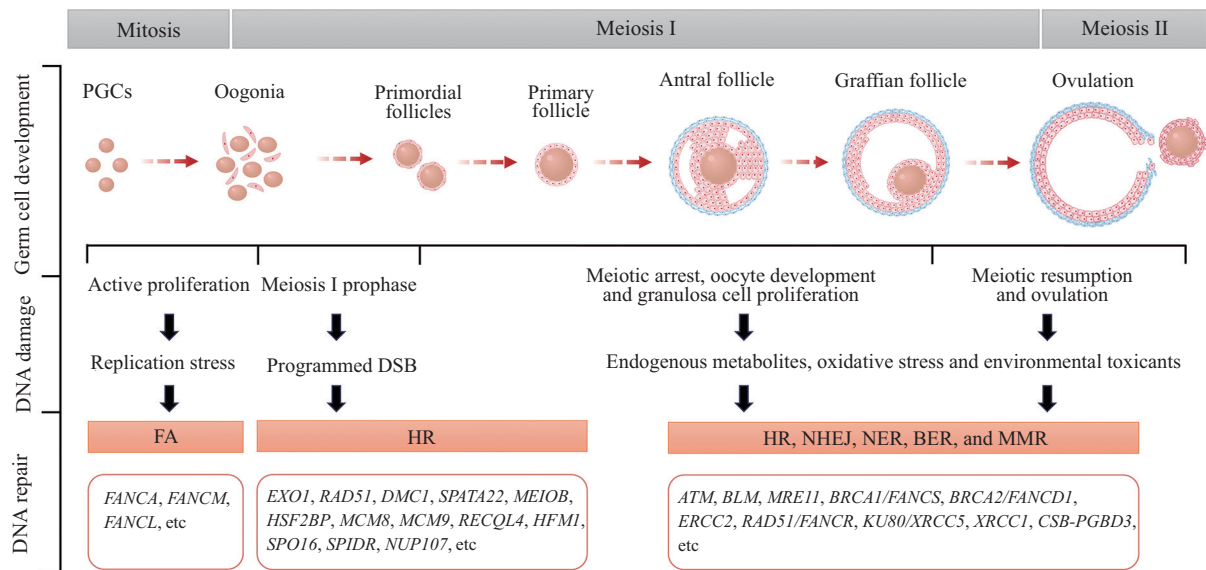 Mitosis
Meiosis I
Meiosis II
Germ cell development
PGCs
Oogonia
Primordial
follicles
Primary
follicle
Antral follicle
Graffian follicle
Ovulation
DNA damage
Active proliferation
Meiosis I prophase
Meiotic arrest, oocyte development
and granulosa cell proliferation
Meiotic resumption
and ovulation
Replication stress
Programmed DSB
Endogenous metabolites, oxidative stress and environmental toxicants
DNA repair
FA
HR
HR, NHEJ, NER, BER, and MMR
FANCA, FANCM,
FANCL, etc
EXO1, RAD51, DMC1, SPATA22, MEIOB,
HSF2BP, MCM8, MCM9, RECQL4, HFM1,
SPO16, SPIDR, NUP107, etc
ATM, BLM, MRE11, BRCA1/FANCS, BRCA2/FANCD1,
ERCC2, RAD51/FANCR, KU80/XRCC5, XRCC1, CSB-PGBD3,
etc